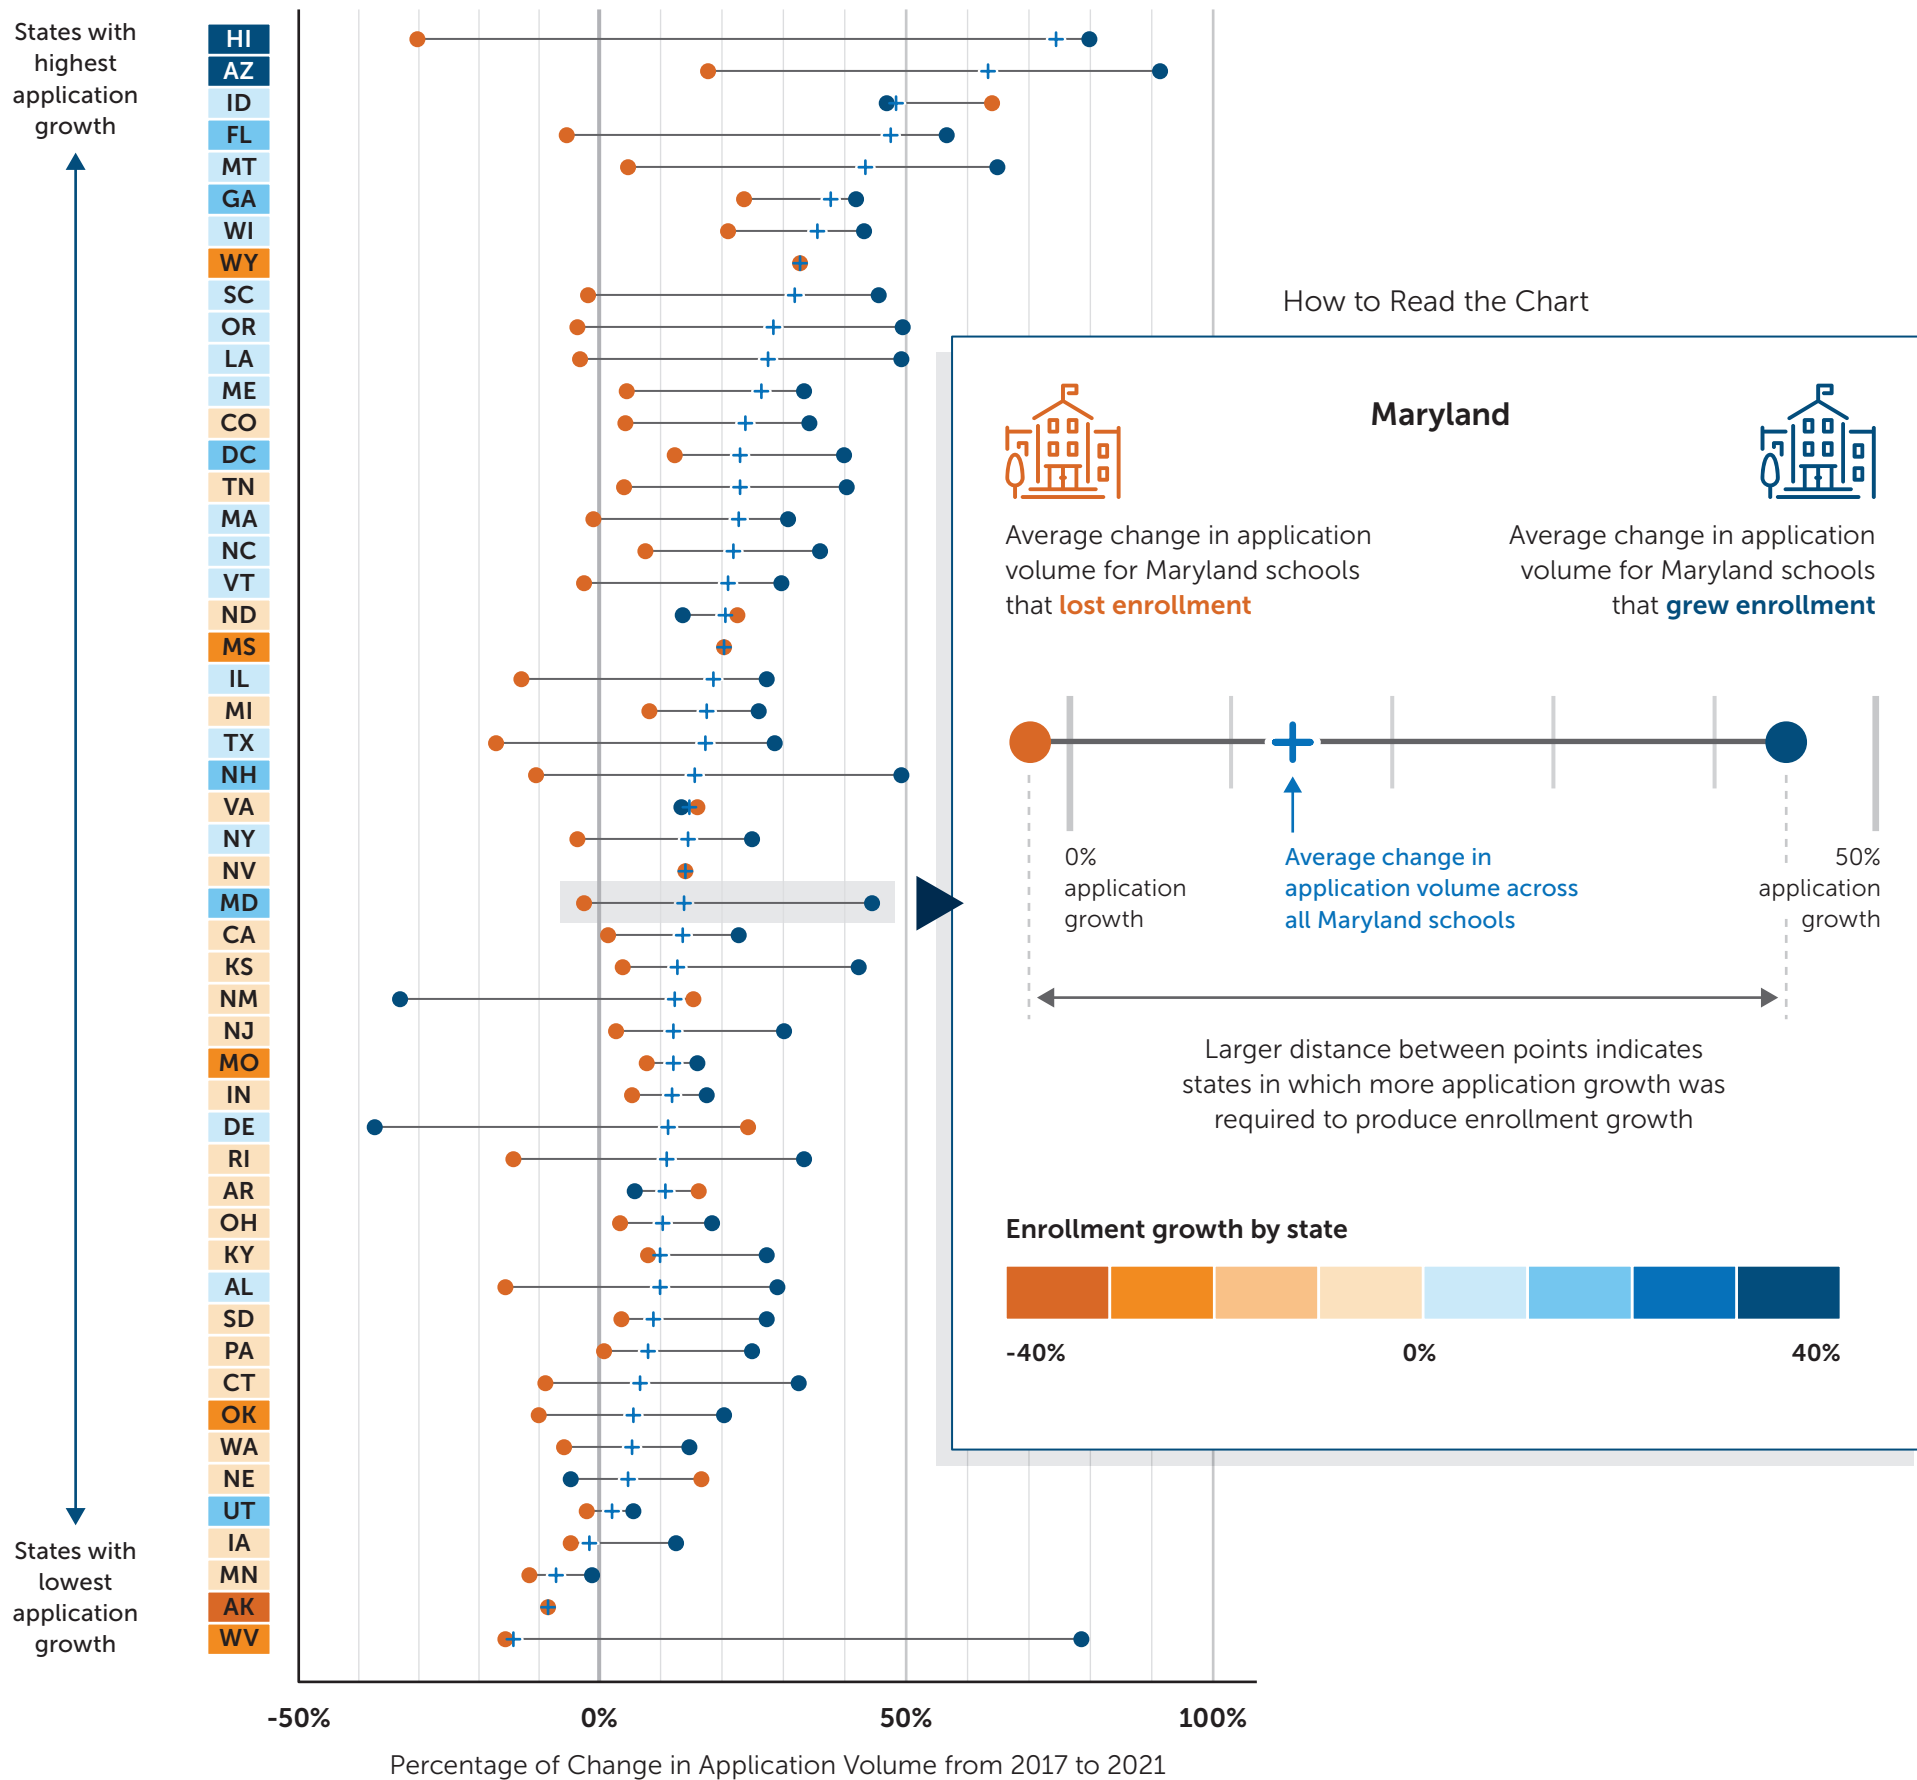 States with
highest
application
growth
HI
AZ
ID
FL
MT
GA
WI
WY
SC
OR
LA
ME
CO
DC
TN
MA
NC
VT
ND
MS
IL
MI
TX
NH
VA
NY
NV
MD
CA
KS
NM
NJ
MO
IN
DE
RI
AR
OH
KY
AL
SD
PA
CT
OK
WA
NE
UT
IA
MN
AK
WV
States with
lowest
application
growth
-50%
0%
50%
100%
Percentage of Change in Application Volume from 2017 to 2021
How to Read the Chart
Maryland
Average change in application
volume for Maryland schools
that lost enrollment
Average change in application
volume for Maryland schools
that grew enrollment
0%
application
growth
Average change in
application volume across
all Maryland schools
50%
application
growth
Larger distance between points indicates
states in which more application growth was
required to produce enrollment growth
Enrollment growth by state
-40%
0%
40%